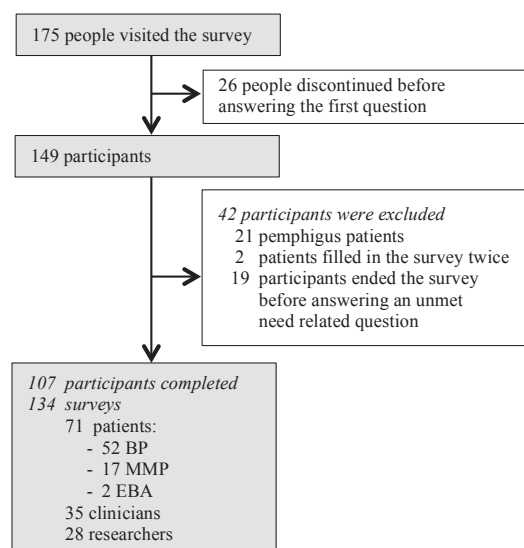 175 people visited the survey
26 people discontinued before
answering the first question
149 participants
42 participants were excluded
21 pemphigus patients
2 patients filled in the survey twice
19 participants ended the survey
before answering an unmet
need related question
107 participants completed
134 surveys
71 patients:
- 52 BP
- 17 MMP
- 2 EBA
35 clinicians
28 researchers